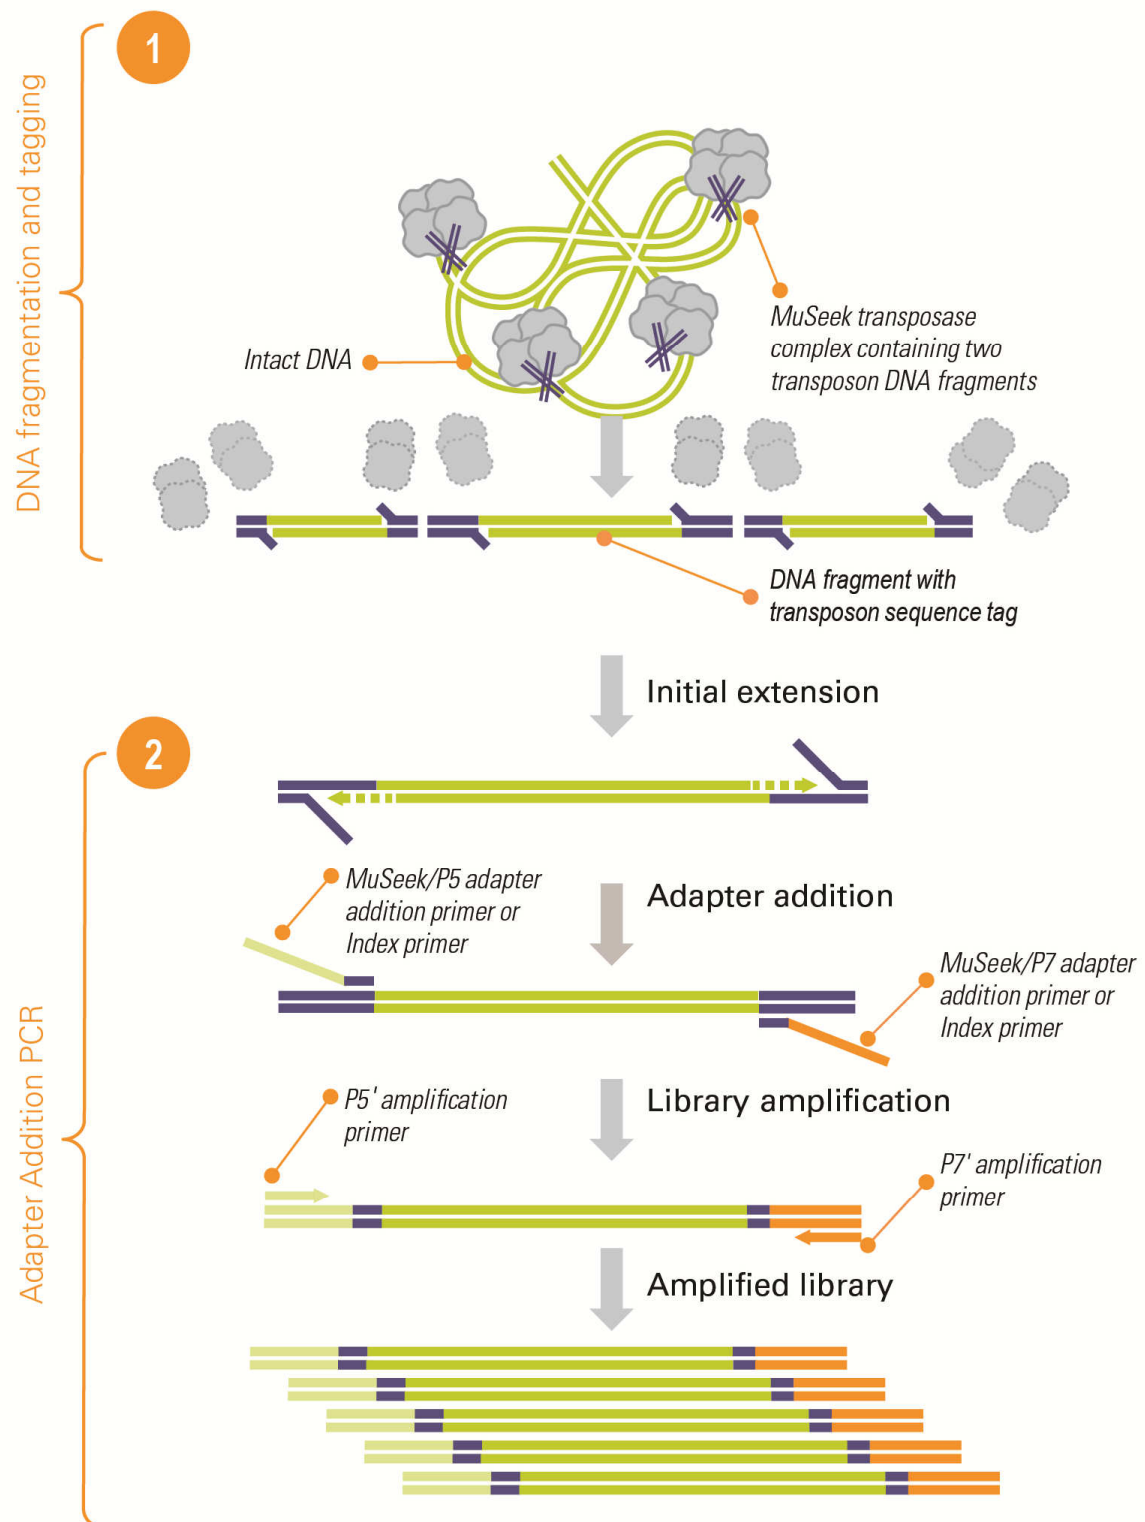 1
DNA fragmentation and tagging
Intact DNA
MuSeek transposase
complex containing two
transposon DNA fragments
DNA fragment with
transposon sequence tag
Initial extension
2
Adapter Addition PCR
MuSeek/P5 adapter
addition primer or
Index primer
Adapter addition
MuSeek/P7 adapter
addition primer or
Index primer
P5' amplification
primer
Library amplification
P7' amplification
primer
Amplified library